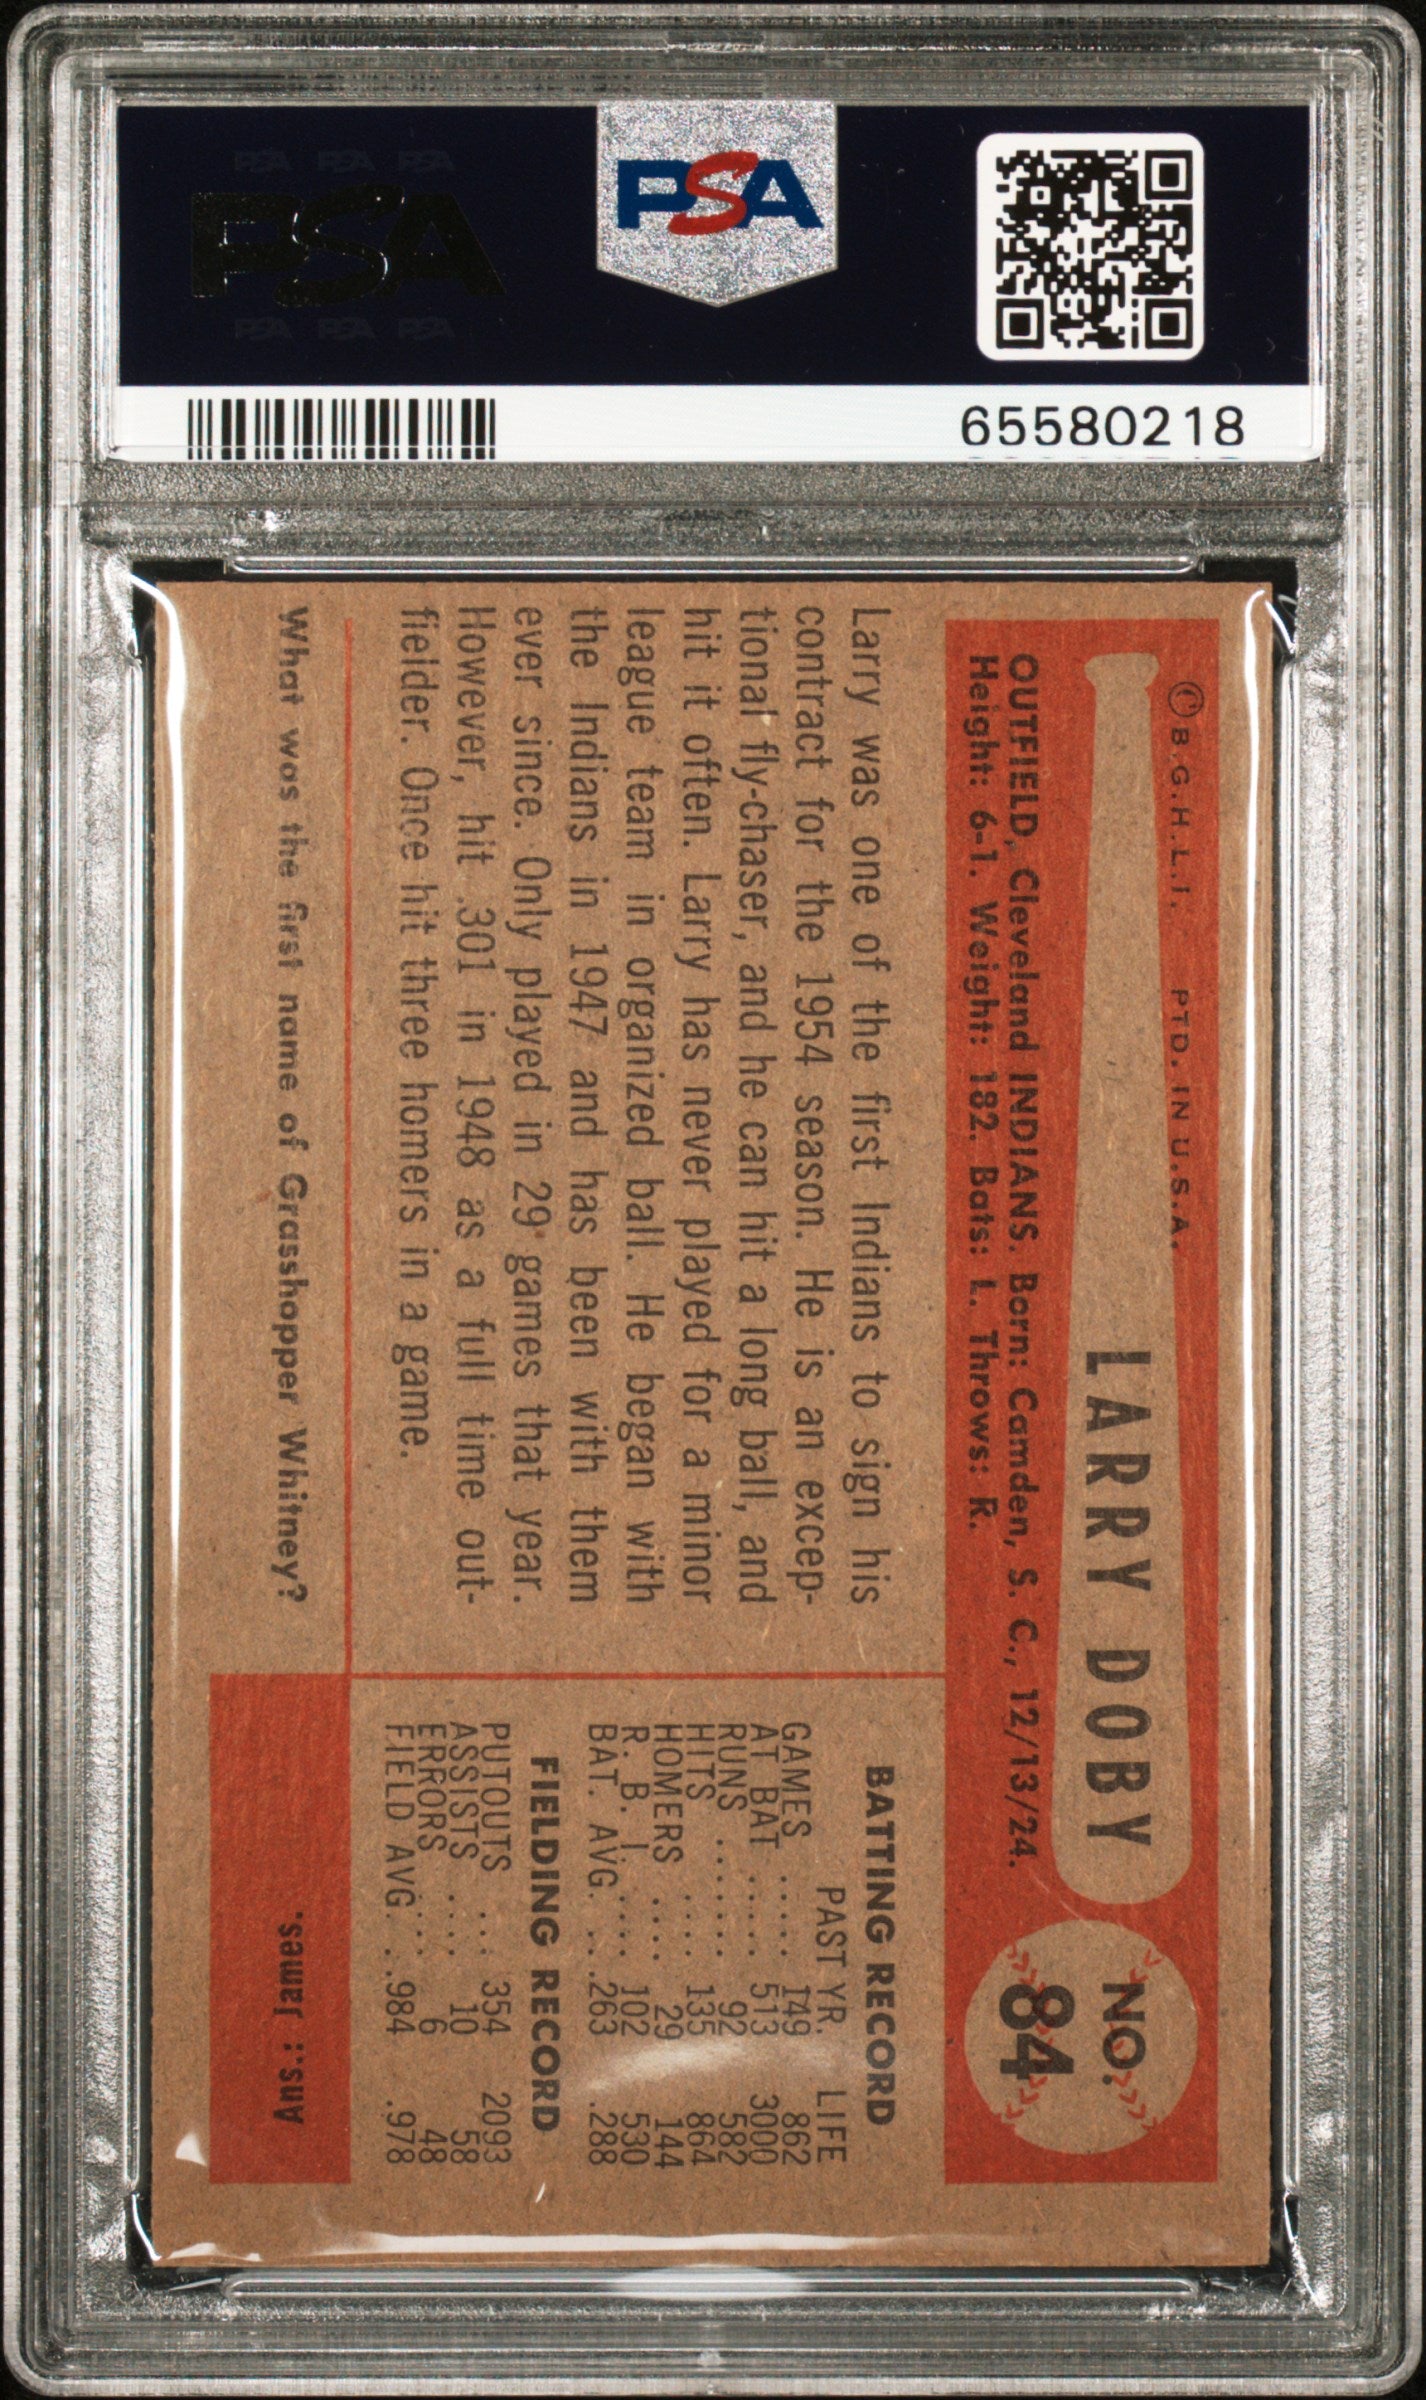 PSA PSA PSA
PSA
PSA PSA PSA
PSA
65580218
©B.G.H.L.I. PTD. IN U.S.A.
LARRY DOBY
NO.
84
OUTFIELD, Cleveland INDIANS. Born: Camden, S. C., 12/13/24.
Height: 6-1. Weight: 182. Bats: L. Throws: R.
Larry was one of the first Indians to sign his
contract for the 1954 season. He is an excep-
tional fly-chaser, and he can hit a long ball, and
hit it often. Larry has never played for a minor
league team in organized ball. He began with
the Indians in 1947 and has been with them
ever since. Only played in 29 games that year.
However, hit .301 in 1948 as a full time out-
fielder. Once hit three homers in a game.
BATTING RECORD
PAST YR. LIFE
GAMES ..... 149 862
AT BAT ..... 513 3000
RUNS ....... 92 582
HITS .... 135 864
HOMERS .... 29 144
R. B. I. .... 102 530
BAT. AVG. .. .263 .288
FIELDING RECORD
PUTOUTS ... 354 2093
ASSISTS .... 10 58
ERRORS .... 6 48
FIELD AVG. . .984 .978
What was the first name of Grasshopper Whitney?
Ans.: James.